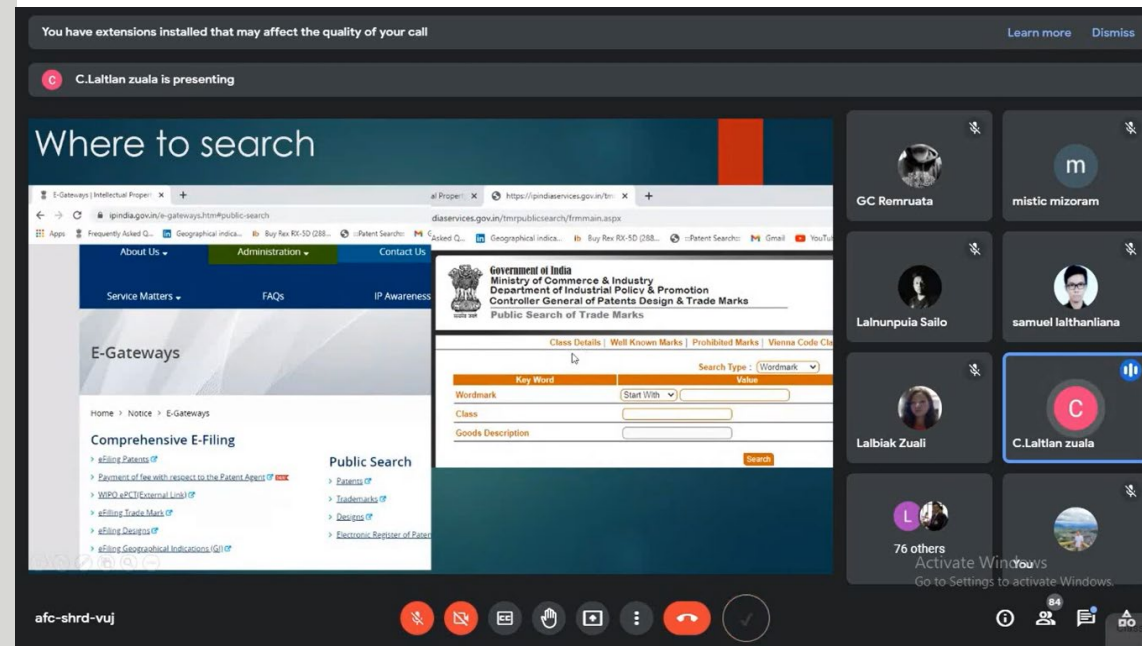 You have extensions installed that may affect the quality of your call
Learn more Dismiss
C C.Laltlan zuala is presenting
Where to search
E-Gateways | Intellectual Proper
ipindia.gov.in/e-gateways.htm#public-search
Apps Frequently Asked Q... Geographical indica... Buy Rex RX-5D (288... ::Patent Search::
About Us Administration Contact Us
Service Matters FAQs IP Awareness
E-Gateways
Home > Notice > E-Gateways
Comprehensive E-Filing
> eFiling Patents
> Payment of fee with respect to the Patent Agent
> WIPO ePCT(External Link)
> eFilling Trade Mark
> eFiling Designs
> eFiling Geographical Indications (GI)
Public Search
> Patents
> Trademarks
> Designs
> Electronic Register of Paten
al Proper https://ipindiaservices.gov.in/tm
diaservices.gov.in/tmrpublicsearch/frmmain.aspx
Asked Q... Geographical indica... Buy Rex RX-5D (288... ::Patent Search:: Gmail YouTu
Government of India
Ministry of Commerce & Industry
Department of Industrial Policy & Promotion
Controller General of Patents Design & Trade Marks
Public Search of Trade Marks
Class Details | Well Known Marks | Prohibited Marks | Vienna Code Cla
Search Type : Wordmark
Key Word Value
Wordmark Start With
Class
Goods Description
Search
GC Remruata
m
mistic mizoram
Lalnunpuia Sailo
samuel lalthanliana
Lalbiak Zuali
C
C.Laltlan zuala
L
76 others
You
Activate Windows
Go to Settings to activate Windows.
afc-shrd-vuj
84